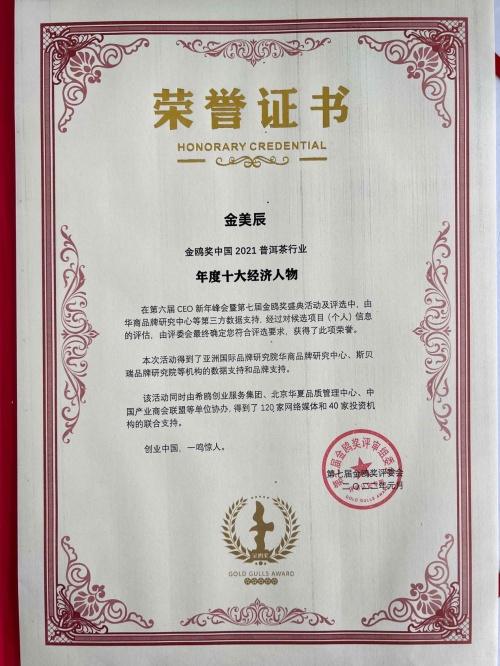 荣誉证书
HONORARY CREDENTIAL
金美辰
金鸥奖中国 2021 普洱茶行业
年度十大经济人物
在第六届 CEO 新年峰会暨第七届金鸥奖盛典活动及评选中，由
华商品牌研究中心等第三方数据支持，经过对候选项目（个人）信息
的评估，由评委会最终确定您符合评选要求，获得了此项荣誉。
本次活动得到了亚洲国际品牌研究院华商品牌研究中心、斯贝
瑞品牌研究院等机构的数据支持和品牌支持。
该活动同时由希鸥创业服务集团、北京华夏品质管理中心、中
国产业商会联盟等单位协办，得到了 120 家网络媒体和 40 家投资机
构的联合支持。
创业中国，一鸣惊人。
第七届金鸥奖评委会
二〇二二年元月
金鸥奖
GOLD GULLS AWARD